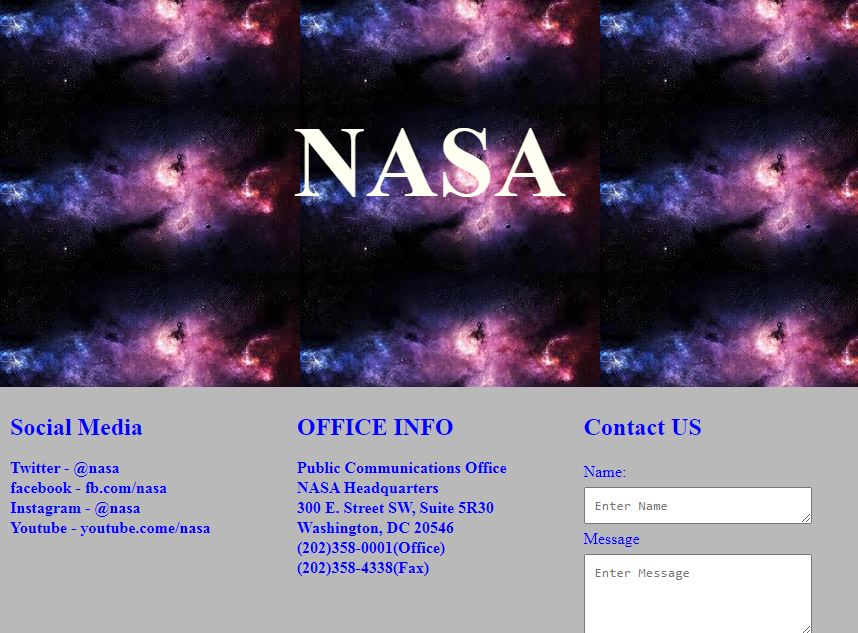 NASA
Social Media
Twitter - @nasa
facebook - fb.com/nasa
Instagram - @nasa
Youtube - youtube.come/nasa
OFFICE INFO
Public Communications Office
NASA Headquarters
300 E. Street SW, Suite 5R30
Washington, DC 20546
(202)358-0001(Office)
(202)358-4338(Fax)
Contact US
Name:
Enter Name
Message
Enter Message